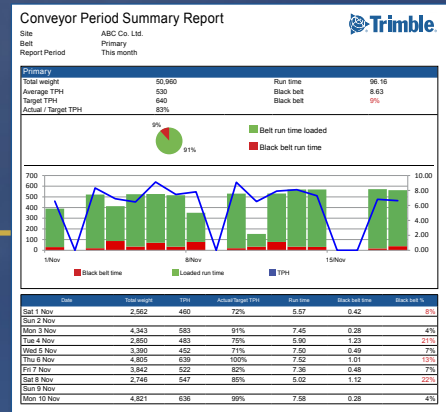 Conveyor Period Summary Report
Trimble.
Site ABC Co. Ltd.
Belt Primary
Report Period This month
Primary
Total weight 50,960 Run time 96.16
Average TPH 530 Black belt 8.63
Target TPH 640 Black belt 9%
Actual / Target TPH 83%
9%
91%
Belt run time loaded
Black belt run time
700 10.00
600 8.00
500
400 6.00
300 4.00
200
100 2.00
0 0.00
1/Nov 8/Nov 15/Nov
Black belt time Loaded run time TPH
Date Total weight TPH Actual/Target TPH Run time Black belt time Black belt %
Sat 1 Nov 2,562 460 72% 5.57 0.42 8%
Sun 2 Nov
Mon 3 Nov 4,343 583 91% 7.45 0.28 4%
Tue 4 Nov 2,850 483 75% 5.90 1.23 21%
Wed 5 Nov 3,390 452 71% 7.50 0.49 7%
Thu 6 Nov 4,805 639 100% 7.52 1.01 13%
Fri 7 Nov 3,842 522 82% 7.36 0.48 7%
Sat 8 Nov 2,746 547 85% 5.02 1.12 22%
Sun 9 Nov
Mon 10 Nov 4,821 636 99% 7.58 0.28 4%